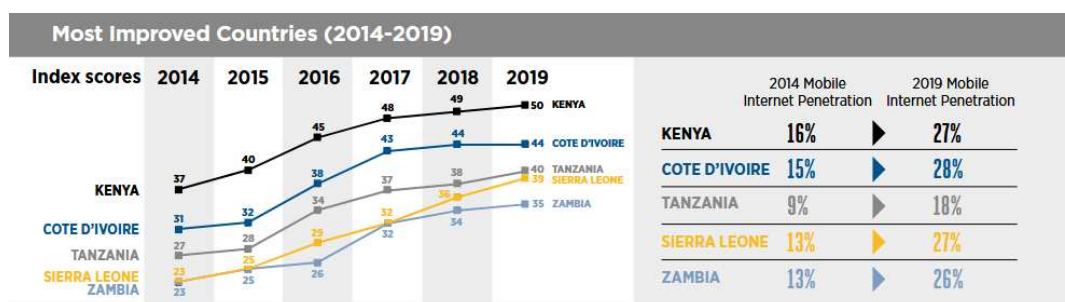 Most Improved Countries (2014-2019)
Index scores 2014 2015 2016 2017 2018 2019
KENYA 37 40 45 48 49 50 KENYA
COTE D'IVOIRE 31 32 38 43 44 44 COTE D'IVOIRE
TANZANIA 27 28 34 37 38 40 TANZANIA
SIERRA LEONE 23 25 29 32 36 39 SIERRA LEONE
ZAMBIA 23 25 26 32 34 35 ZAMBIA
2014 Mobile 2019 Mobile
Internet Penetration Internet Penetration
KENYA 16% 27%
COTE D'IVOIRE 15% 28%
TANZANIA 9% 18%
SIERRA LEONE 13% 27%
ZAMBIA 13% 26%